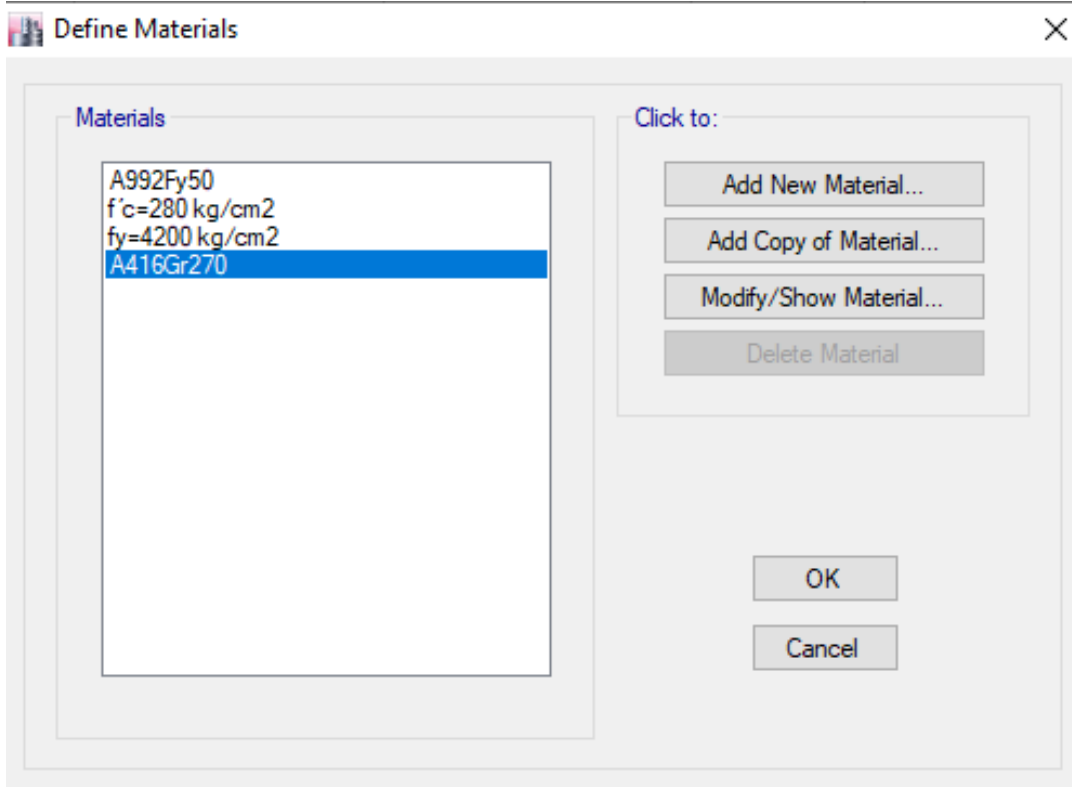 Define Materials
Materials
A992Fy50
f´c=280 kg/cm2
fy=4200 kg/cm2
A416Gr270
Click to:
Add New Material...
Add Copy of Material...
Modify/Show Material...
Delete Material
OK
Cancel